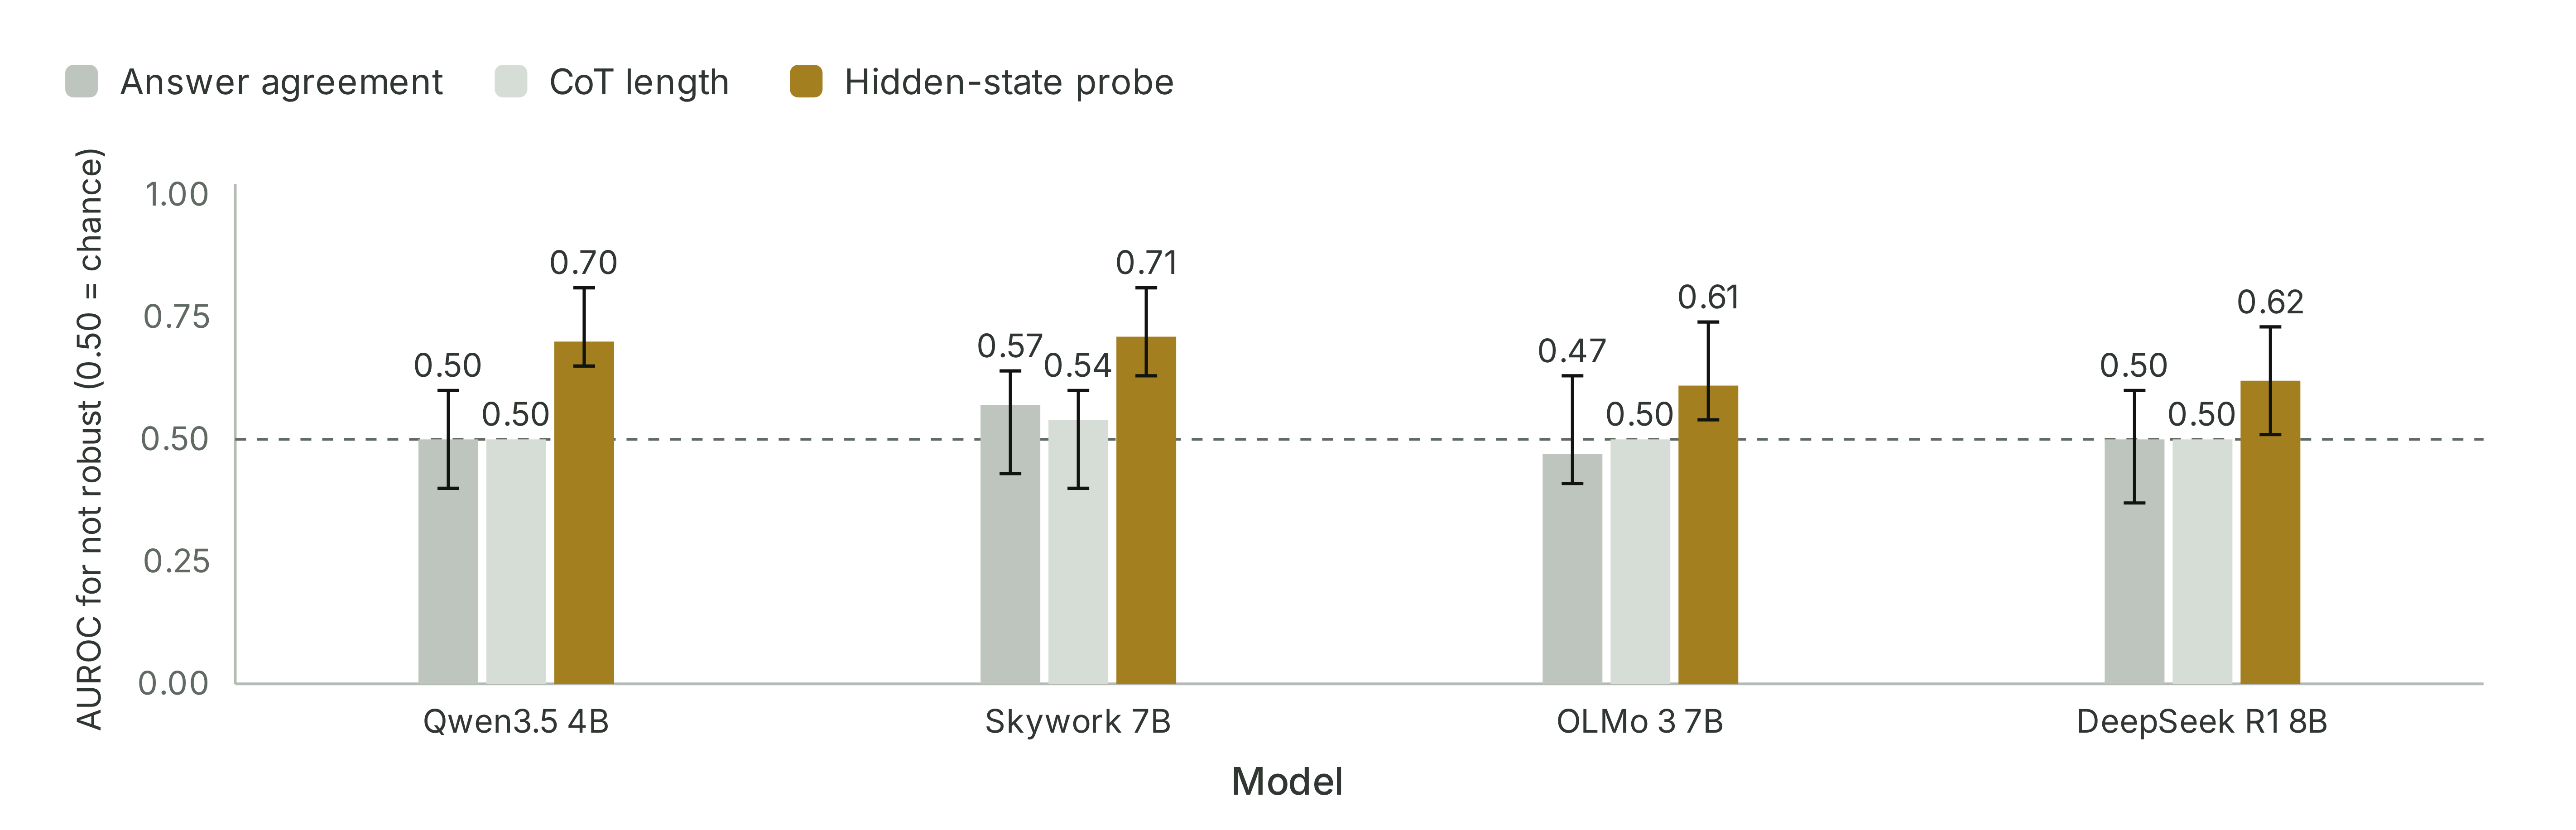 Answer agreement CoT length Hidden-state probe
AUROC for not robust (0.50 = chance)
1.00
0.75
0.50
0.25
0.00
0.50 0.50 0.70
0.57 0.54 0.71
0.47 0.50 0.61
0.50 0.50 0.62
Qwen3.5 4B Skywork 7B OLMo 3 7B DeepSeek R1 8B
Model